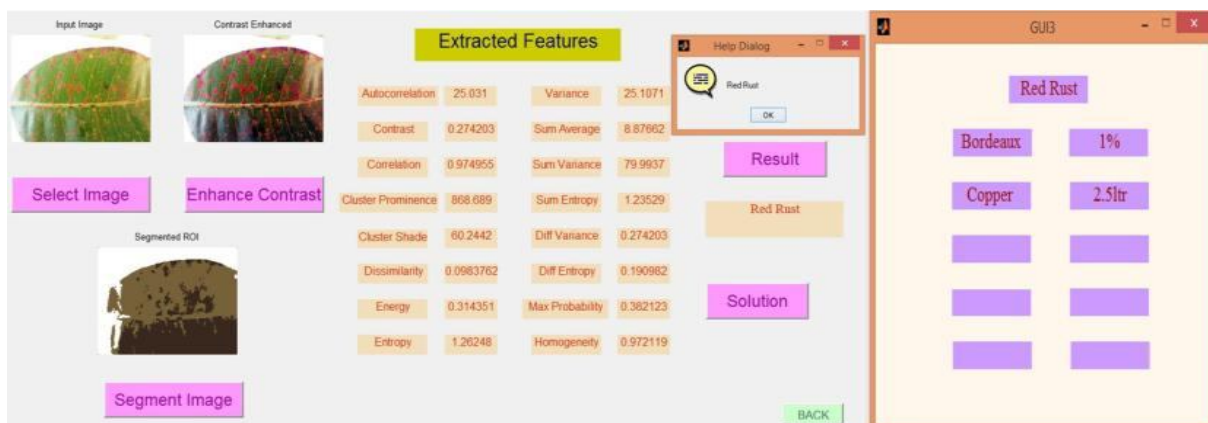 Input Image
Contrast Enhanced
Select Image
Enhance Contrast
Segmented ROI
Segment Image
Extracted Features
Autocorrelation 25.031 Variance 25.1071
Contrast 0.274203 Sum Average 8.87662
Correlation 0.974955 Sum Variance 79.9937
Cluster Prominence 868.689 Sum Entropy 1.23529
Cluster Shade 60.2442 Diff Variance 0.274203
Dissimilarity 0.0983762 Diff Entropy 0.190982
Energy 0.314351 Max Probability 0.382123
Entropy 1.26248 Homogeneity 0.972119
Help Dialog
Red Rust
OK
Result
Red Rust
Solution
BACK
GUI3
Red Rust
Bordeaux 1%
Copper 2.5ltr